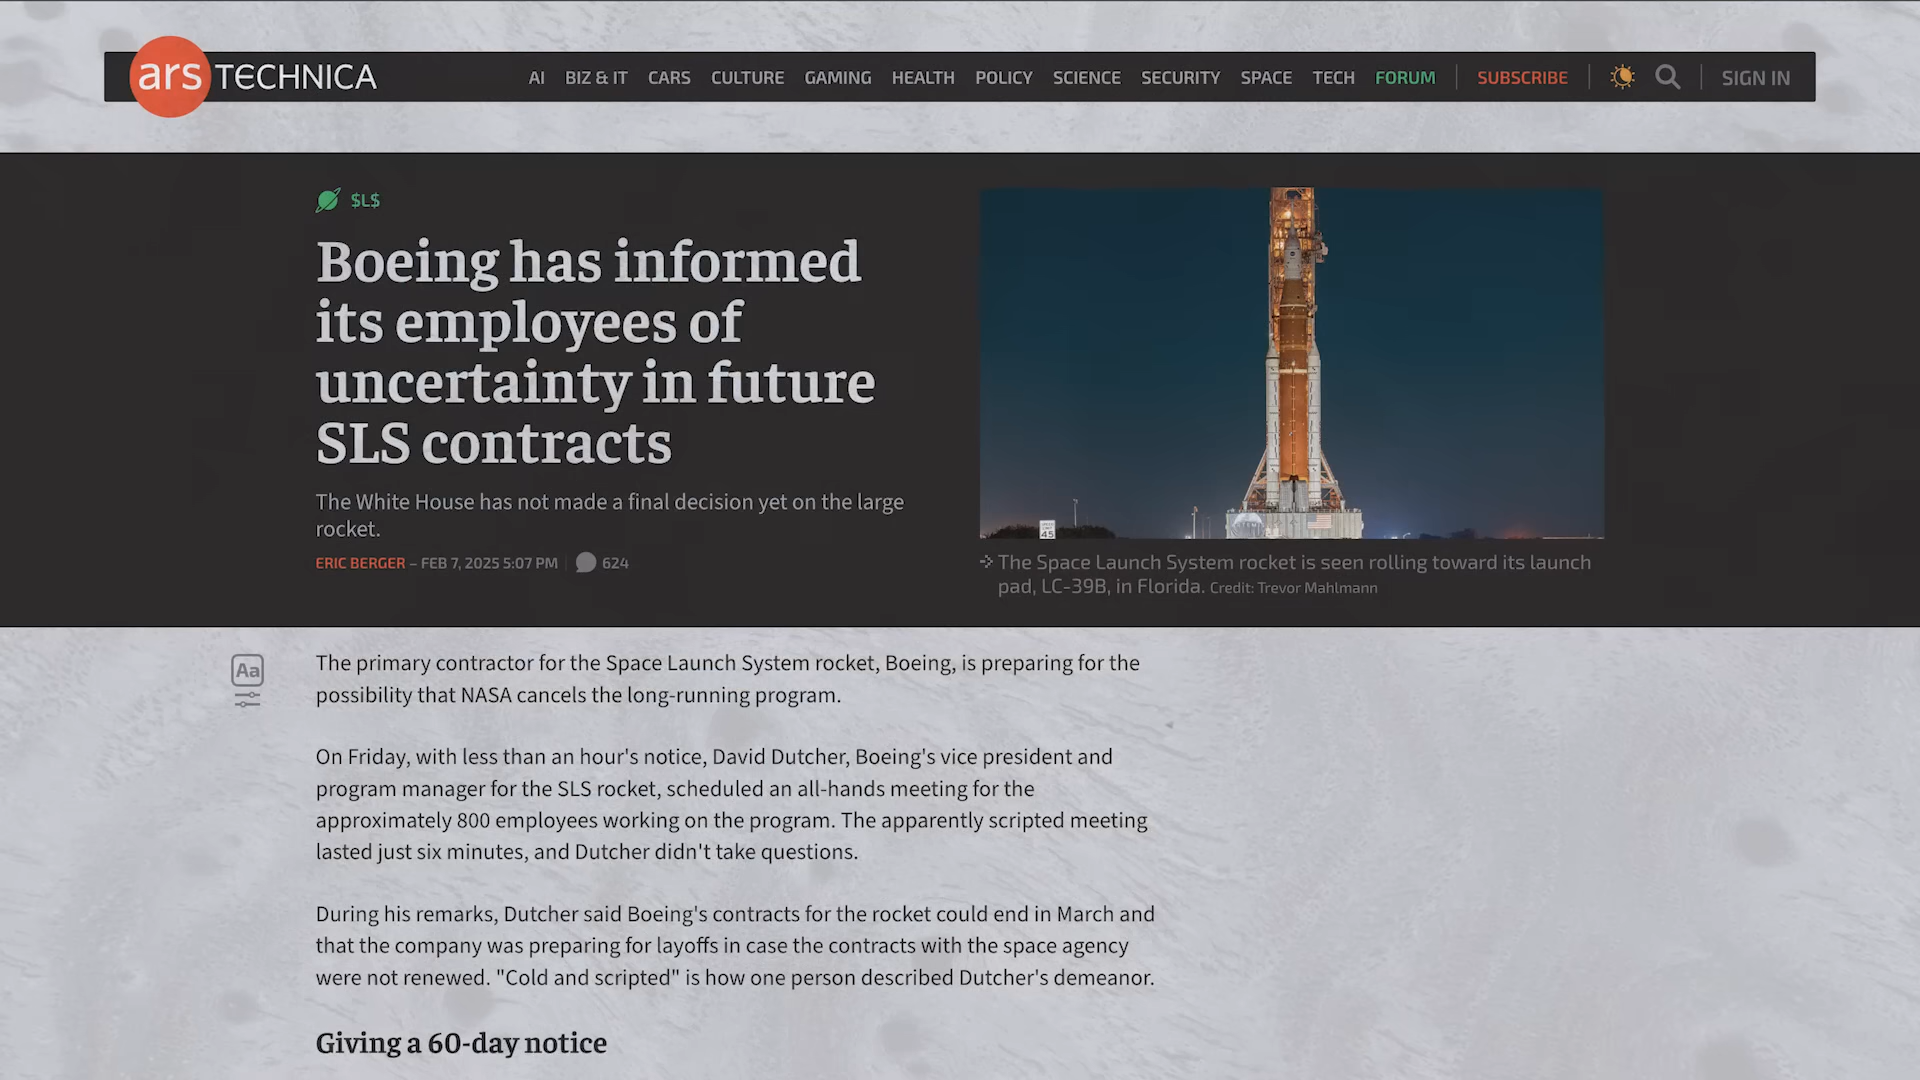 ars TECHNICA
AI BIZ & IT CARS CULTURE GAMING HEALTH POLICY SCIENCE SECURITY SPACE TECH FORUM SUBSCRIBE SIGN IN
$L$
Boeing has informed
its employees of
uncertainty in future
SLS contracts
The White House has not made a final decision yet on the large
rocket.
ERIC BERGER – FEB 7, 2025 5:07 PM 624
45
The Space Launch System rocket is seen rolling toward its launch
pad, LC-39B, in Florida. Credit: Trevor Mahlmann
Aa
The primary contractor for the Space Launch System rocket, Boeing, is preparing for the
possibility that NASA cancels the long-running program.
On Friday, with less than an hour's notice, David Dutcher, Boeing's vice president and
program manager for the SLS rocket, scheduled an all-hands meeting for the
approximately 800 employees working on the program. The apparently scripted meeting
lasted just six minutes, and Dutcher didn't take questions.
During his remarks, Dutcher said Boeing's contracts for the rocket could end in March and
that the company was preparing for layoffs in case the contracts with the space agency
were not renewed. "Cold and scripted" is how one person described Dutcher's demeanor.
Giving a 60-day notice